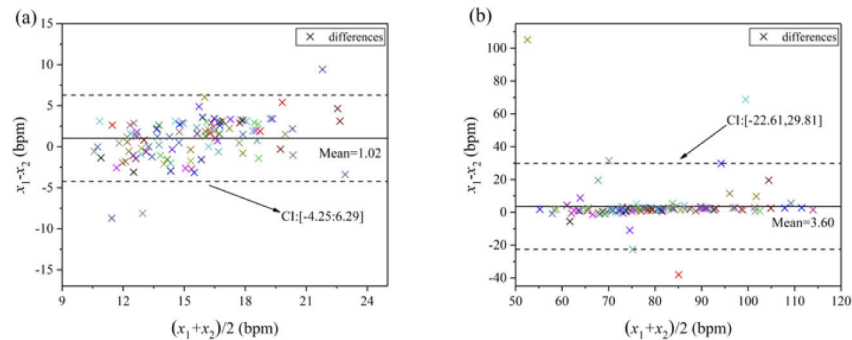 (a)
15
10
5
0
-5
-10
-15
x₁-x₂ (bpm)
× differences
Mean=1.02
CI:[-4.25:6.29]
9 12 15 18 21 24
(x₁+x₂)/2 (bpm)
(b)
100
80
60
40
20
0
-20
-40
x₁-x₂ (bpm)
× differences
CI:[-22.61,29.81]
Mean=3.60
50 60 70 80 90 100 110 120
(x₁+x₂)/2 (bpm)